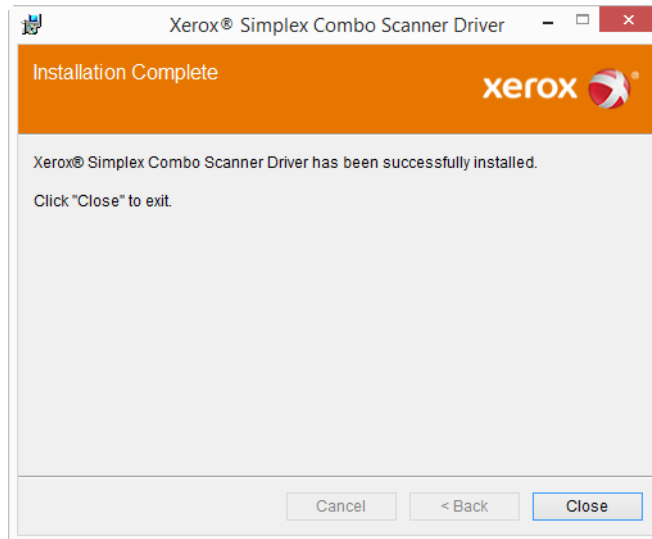 Xerox® Simplex Combo Scanner Driver
Installation Complete
xerox ®
Xerox® Simplex Combo Scanner Driver has been successfully installed.
Click "Close" to exit.
Cancel
< Back
Close